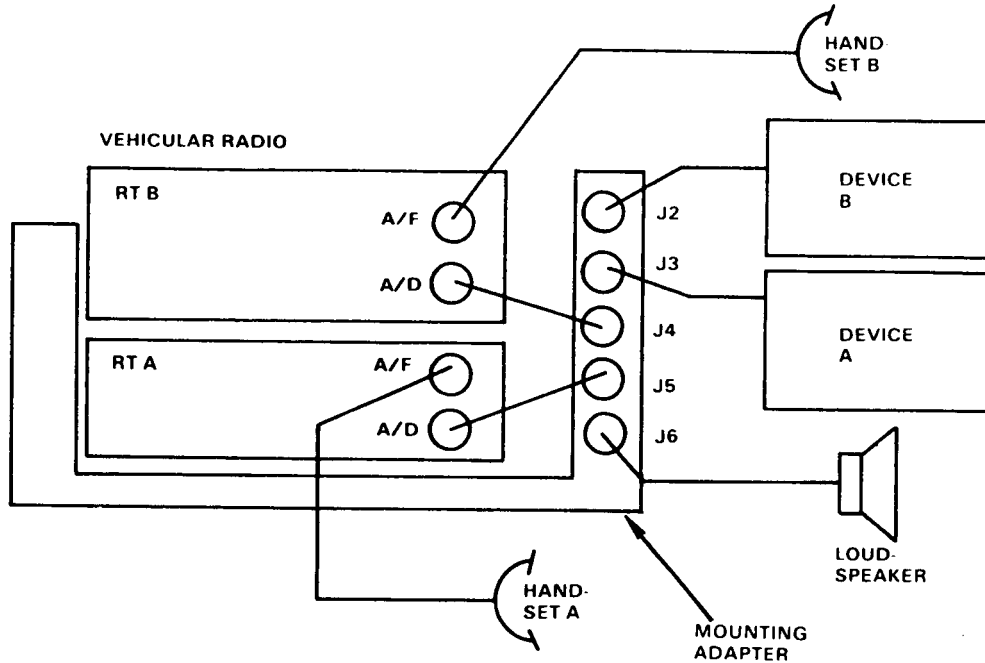 HAND-
SET B
VEHICULAR RADIO
RT B
A/F
A/D
J2
J3
J4
J5
J6
DEVICE
B
DEVICE
A
RT A
A/F
A/D
LOUD-
SPEAKER
HAND-
SET A
MOUNTING
ADAPTER